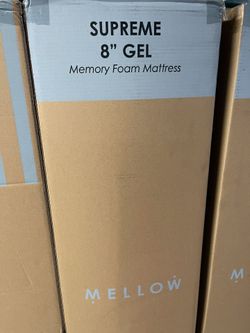 SUPREME
8” GEL
Memory Foam Mattress
MELLOW